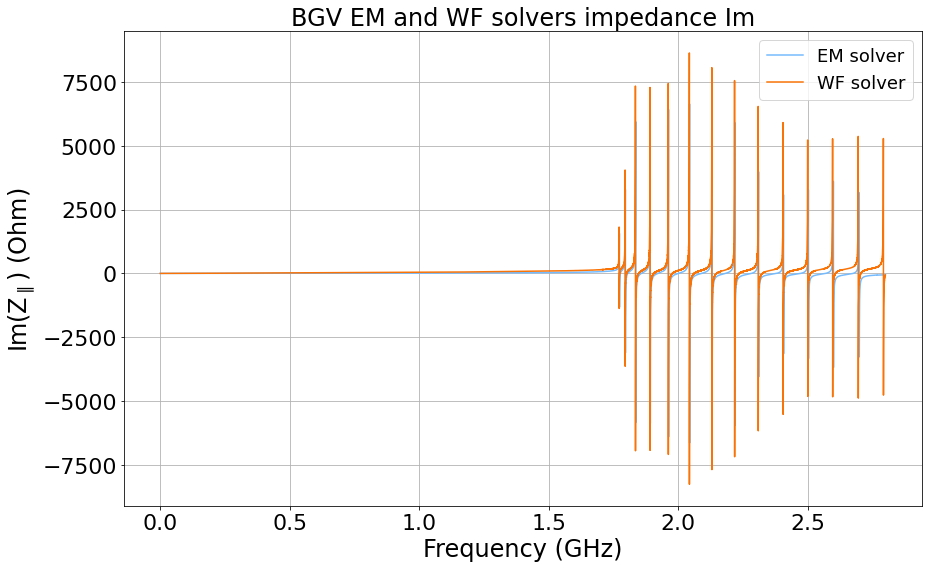 BGV EM and WF solvers impedance Im
EM solver
WF solver
7500
5000
2500
0
−2500
−5000
−7500
Im(Z∥) (Ohm)
0.0 0.5 1.0 1.5 2.0 2.5
Frequency (GHz)